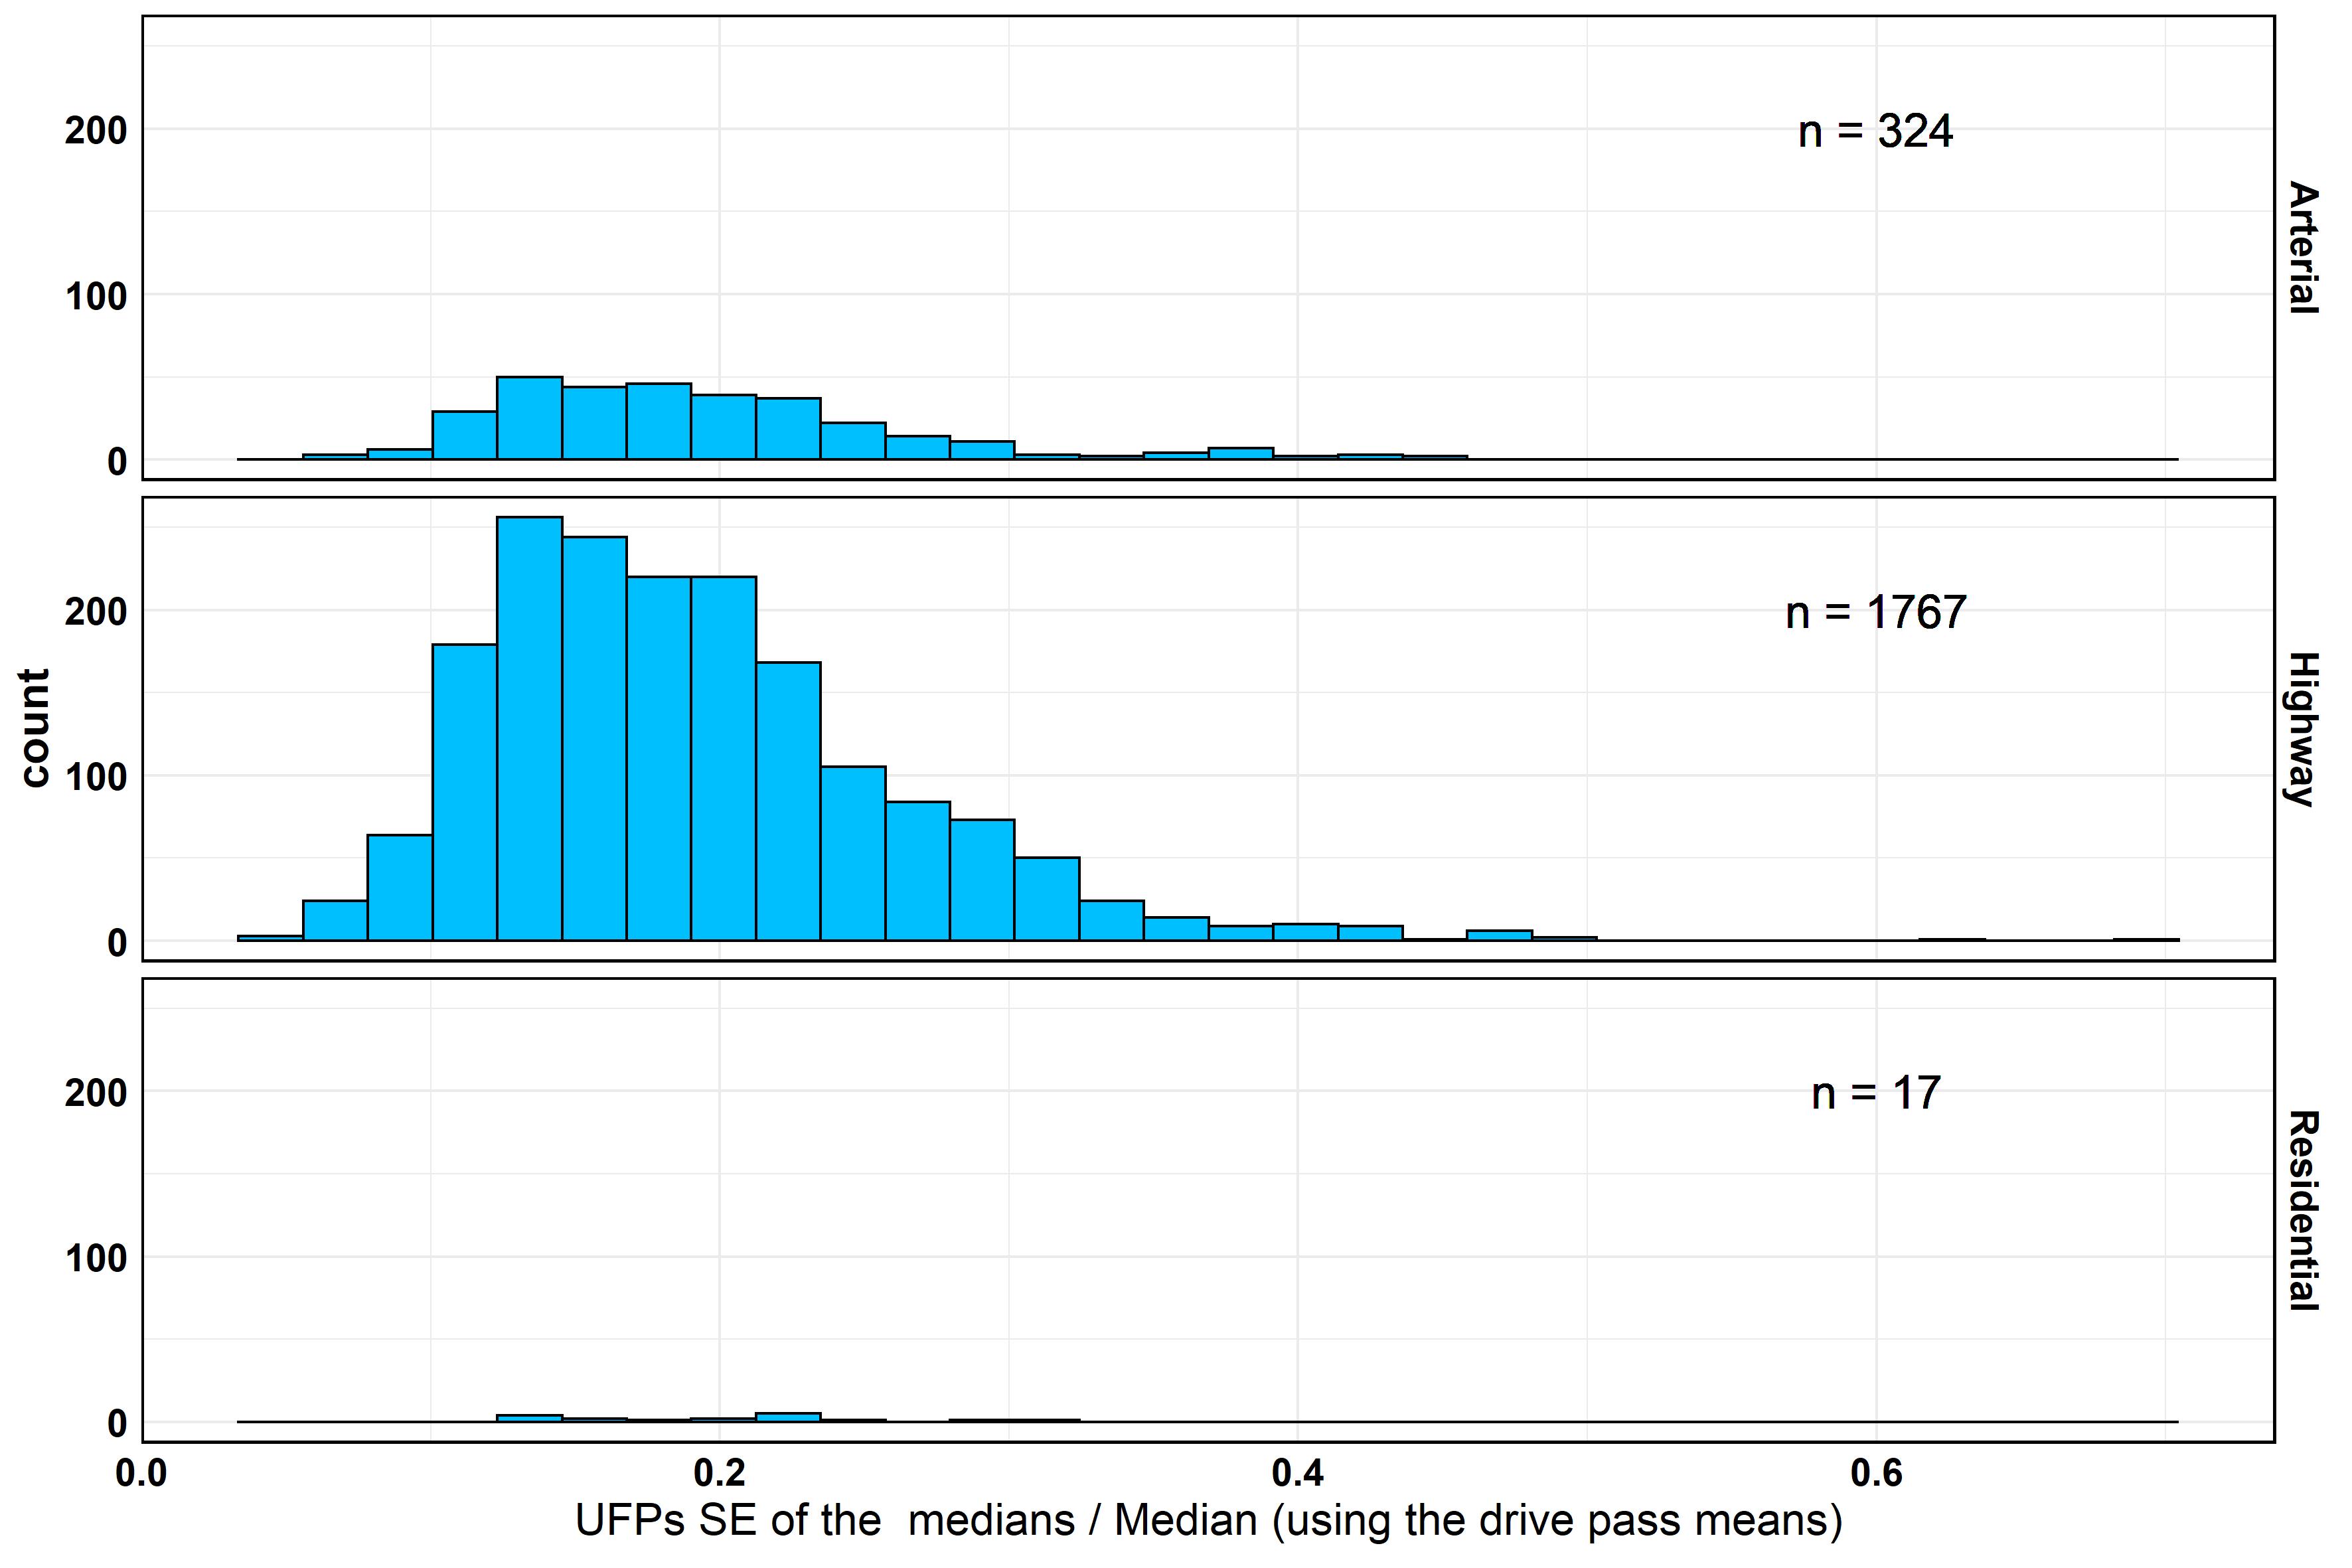 200
100
0
n = 324
Arterial
200
100
0
n = 1767
Highway
count
200
100
0
n = 17
Residential
0.0 0.2 0.4 0.6
UFPs SE of the  medians / Median (using the drive pass means)